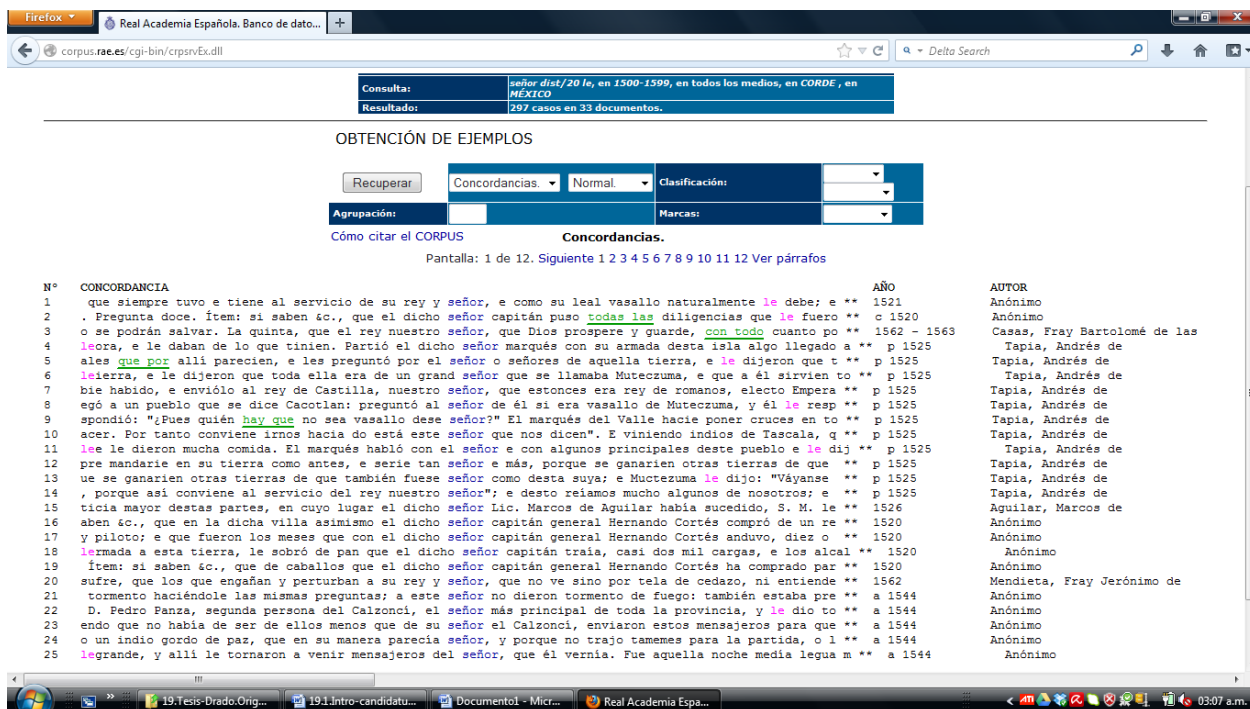 Firefox
Real Academia Española. Banco de dato...
corpus.rae.es/cgi-bin/crpsrvEx.dll
Delta Search
Consulta: señor dist/20 le, en 1500-1599, en todos los medios, en CORDE , en MÉXICO
Resultado: 297 casos en 33 documentos.
OBTENCIÓN DE EJEMPLOS
Recuperar Concordancias. Normal. Clasificación:
Agrupación: Marcas:
Cómo citar el CORPUS Concordancias.
Pantalla: 1 de 12. Siguiente 1 2 3 4 5 6 7 8 9 10 11 12 Ver párrafos
Nº CONCORDANCIA AÑO AUTOR
1 que siempre tuvo e tiene al servicio de su rey y señor, e como su leal vasallo naturalmente le debe; e ** 1521 Anónimo
2 . Pregunta doce. Ítem: si saben &c., que el dicho señor capitán puso todas las diligencias que le fuero ** c 1520 Anónimo
3 o se podrán salvar. La quinta, que el rey nuestro señor, que Dios prospere y guarde, con todo cuanto po ** 1562 - 1563 Casas, Fray Bartolomé de las
4 leora, e le daban de lo que tinien. Partió el dicho señor marqués con su armada desta isla algo llegado a ** p 1525 Tapia, Andrés de
5 ales que por allí parecien, e les preguntó por el señor o señores de aquella tierra, e le dijeron que t ** p 1525 Tapia, Andrés de
6 leierra, e le dijeron que toda ella era de un grand señor que se llamaba Muteczuma, e que a él sirvien to ** p 1525 Tapia, Andrés de
7 bie habido, e enviólo al rey de Castilla, nuestro señor, que estonces era rey de romanos, electo Empera ** p 1525 Tapia, Andrés de
8 egó a un pueblo que se dice Cacotlan: preguntó al señor de él si era vasallo de Muteczuma, y él le resp ** p 1525 Tapia, Andrés de
9 spondió: "¿Pues quién hay que no sea vasallo dese señor?" El marqués del Valle hacie poner cruces en to ** p 1525 Tapia, Andrés de
10 acer. Por tanto conviene irnos hacia do está este señor que nos dicen". E viniendo indios de Tascala, q ** p 1525 Tapia, Andrés de
11 lee le dieron mucha comida. El marqués habló con el señor e con algunos principales deste pueblo e le dij ** p 1525 Tapia, Andrés de
12 pre mandarie en su tierra como antes, e serie tan señor e más, porque se ganarien otras tierras de que ** p 1525 Tapia, Andrés de
13 ue se ganarien otras tierras de que también fuese señor como desta suya; e Muctezuma le dijo: "Váyanse ** p 1525 Tapia, Andrés de
14 , porque así conviene al servicio del rey nuestro señor"; e desto reíamos mucho algunos de nosotros; e ** p 1525 Tapia, Andrés de
15 ticia mayor destas partes, en cuyo lugar el dicho señor Lic. Marcos de Aguilar había sucedido, S. M. le ** 1526 Aguilar, Marcos de
16 aben &c., que en la dicha villa asimismo el dicho señor capitán general Hernando Cortés compró de un re ** 1520 Anónimo
17 y piloto; e que fueron los meses que con el dicho señor capitán general Hernando Cortés anduvo, diez o ** 1520 Anónimo
18 lermada a esta tierra, le sobró de pan que el dicho señor capitán traía, casi dos mil cargas, e los alcal ** 1520 Anónimo
19 Ítem: si saben &c., que de caballos que el dicho señor capitán general Hernando Cortés ha comprado par ** 1520 Anónimo
20 sufre, que los que engañan y perturban a su rey y señor, que no ve sino por tela de cedazo, ni entiende ** 1562 Mendieta, Fray Jerónimo de
21 tormento haciéndole las mismas preguntas; a este señor no dieron tormento de fuego: también estaba pre ** a 1544 Anónimo
22 D. Pedro Panza, segunda persona del Calzoncí, el señor más principal de toda la provincia, y le dio to ** a 1544 Anónimo
23 endo que no había de ser de ellos menos que de su señor el Calzoncí, enviaron estos mensajeros para que ** a 1544 Anónimo
24 o un indio gordo de paz, que en su manera parecía señor, y porque no trajo tamemes para la partida, o l ** a 1544 Anónimo
25 legrande, y allí le tornaron a venir mensajeros del señor, que él vernía. Fue aquella noche media legua m ** a 1544 Anónimo
19.Tesis-Drado.Orig... 19.1.Intro-candidatu... Documento1 - Micr... Real Academia Espa... 03:07 a.m.